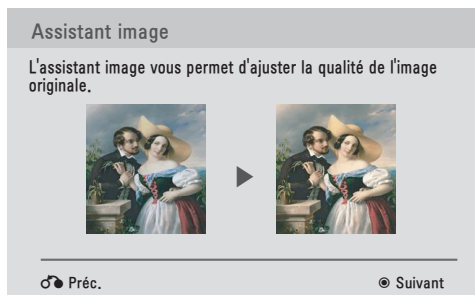 Assistant image
L'assistant image vous permet d'ajuster la qualité de l'image
originale.
Préc.
Suivant